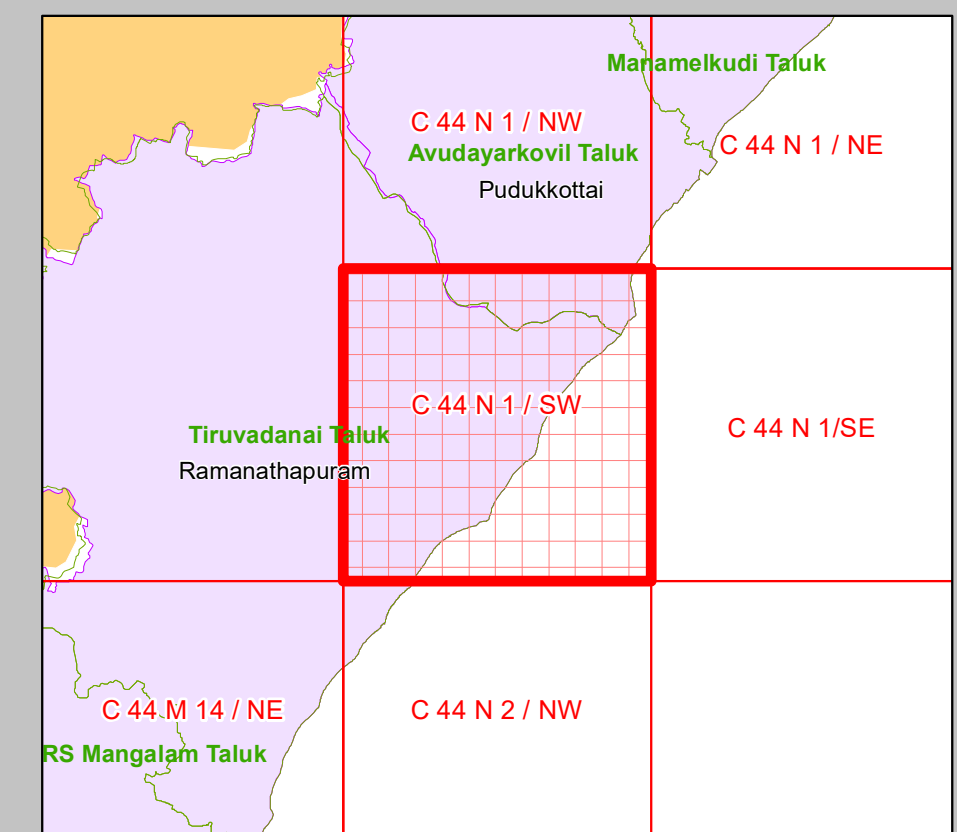 Manamelkudi Taluk
C 44 N 1 / NW
C 44 N 1 / NE
Avudayarkovil Taluk
Pudukkottai
C 44 N 1 / SW
C 44 N 1/SE
Tiruvadanai Taluk
Ramanathapuram
C 44 M 14 / NE
C 44 N 2 / NW
RS Mangalam Taluk